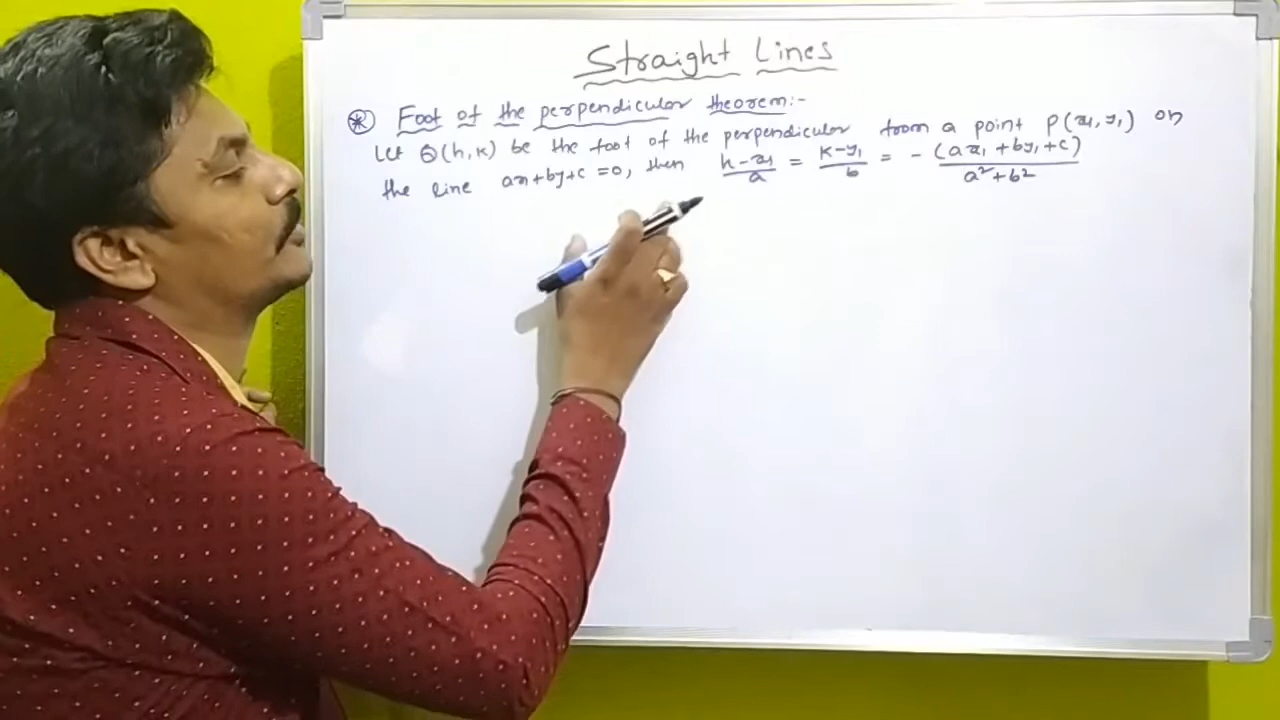 Straight Lines
⊛ Foot of the perpendicular theorem:-
Let Q(h,k) be the foot of the perpendicular from a point P(x₁,y₁) on
the line ax+by+c=0, then (h-x₁)/a = (k-y₁)/b = -(ax₁+by₁+c)/(a²+b²)